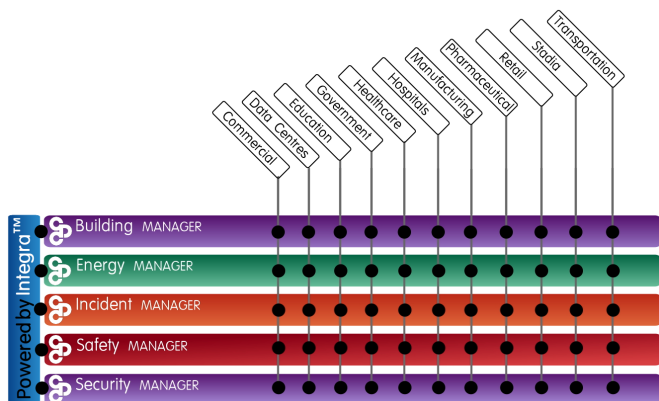 Commercial
Data Centres
Education
Government
Healthcare
Hospitals
Manufacturing
Pharmaceutical
Retail
Stadia
Transportation
Powered by Integra™
Building MANAGER
Energy MANAGER
Incident MANAGER
Safety MANAGER
Security MANAGER